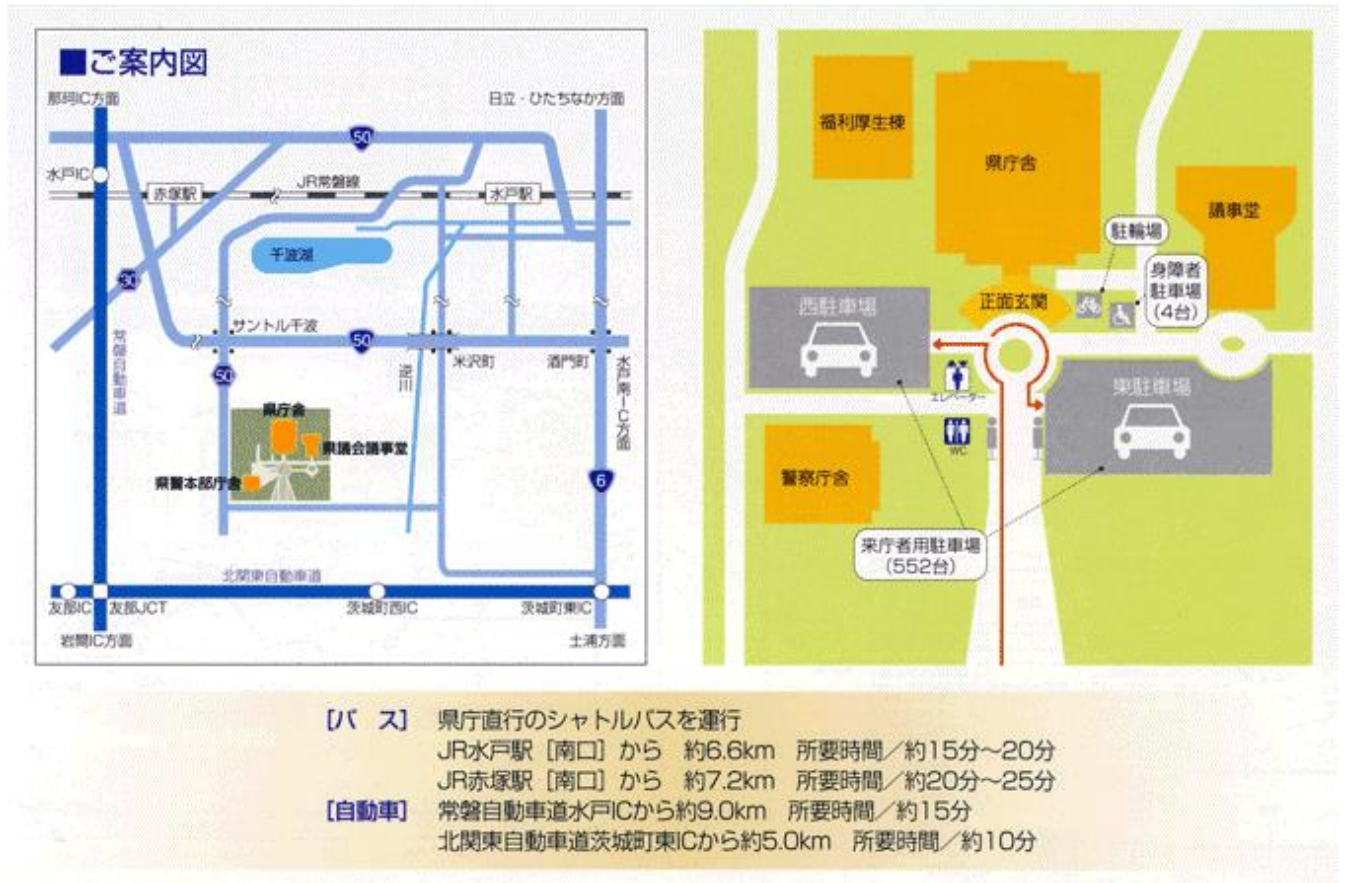 ■ご案内図
那珂IC方面
日立・ひたちなか方面
50
水戸IC
赤塚駅
JR常磐線
水戸駅
千波湖
50
常磐自動車道
サントル千波
50
50
逆川
米沢町
酒門町
水戸南IC方面
県庁舎
県議会議事堂
県警本部庁舎
6
北関東自動車道
友部IC
友部JCT
茨城町西IC
茨城町東IC
岩間IC方面
土浦方面
福利厚生棟
県庁舎
議事堂
駐輪場
身障者
駐車場
(4台)
正面玄関
西駐車場
東駐車場
エレベーター
WC
警察庁舎
来庁者用駐車場
(552台)
[バス] 県庁直行のシャトルバスを運行
JR水戸駅[南口]から 約6.6km 所要時間/約15分~20分
JR赤塚駅[南口]から 約7.2km 所要時間/約20分~25分
[自動車] 常磐自動車道水戸ICから約9.0km 所要時間/約15分
北関東自動車道茨城町東ICから約5.0km 所要時間/約10分